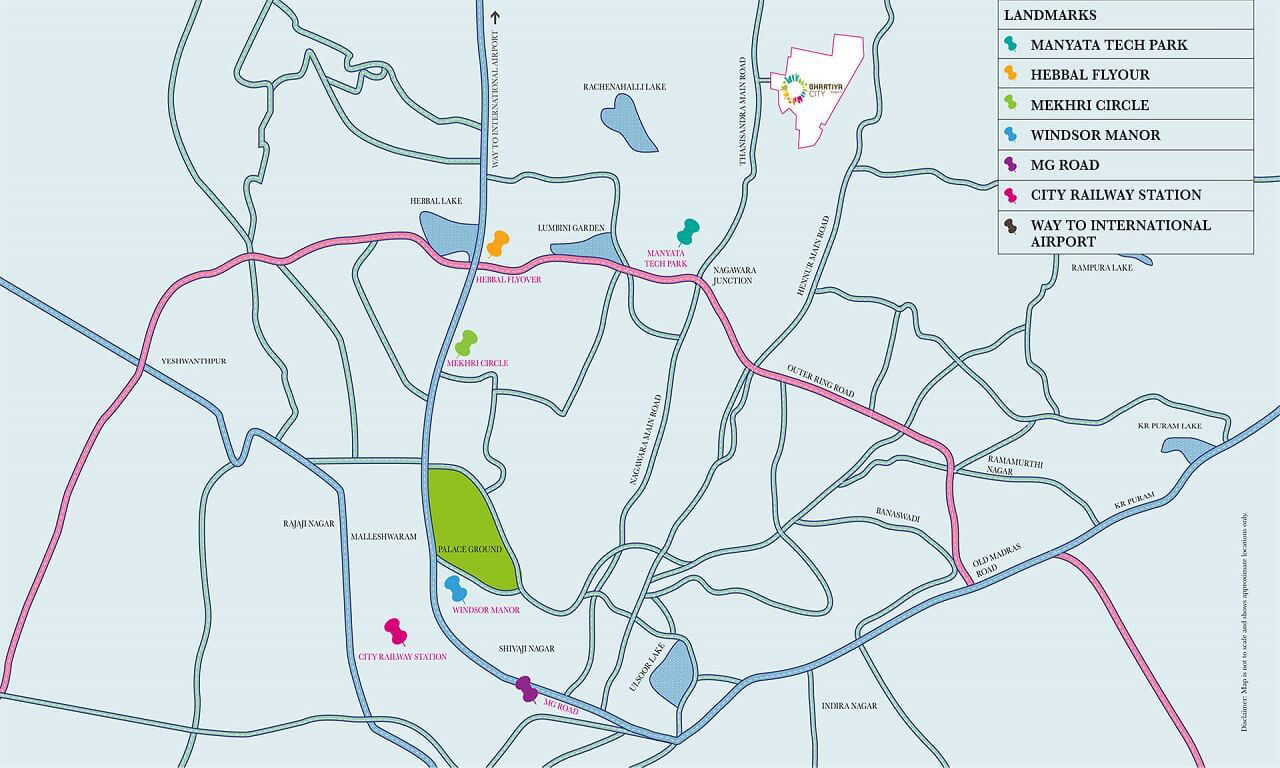 LANDMARKS
MANYATA TECH PARK
HEBBAL FLYOUR
MEKHRI CIRCLE
WINDSOR MANOR
MG ROAD
CITY RAILWAY STATION
WAY TO INTERNATIONAL
AIRPORT
WAY TO INTERNATIONAL AIRPORT
RACHENAHALLI LAKE
THANISANDRA MAIN ROAD
BHARTIYA
CITY
HEBBAL LAKE
LUMBINI GARDEN
MANYATA
TECH PARK
HEBBAL FLYOVER
NAGAWARA
JUNCTION
HENNUR MAIN ROAD
RAMPURA LAKE
MEKHRI CIRCLE
YESHWANTHPUR
OUTER RING ROAD
NAGAWARA MAIN ROAD
KR PURAM LAKE
RAMAMURTHI
NAGAR
KR PURAM
BANASWADI
RAJAJI NAGAR
MALLESHWARAM
PALACE GROUND
OLD MADRAS
ROAD
WINDSOR MANOR
CITY RAILWAY STATION
SHIVAJI NAGAR
ULSOOR LAKE
MG ROAD
INDIRA NAGAR
Disclaimer: Map is not to scale and shows approximate locations only.